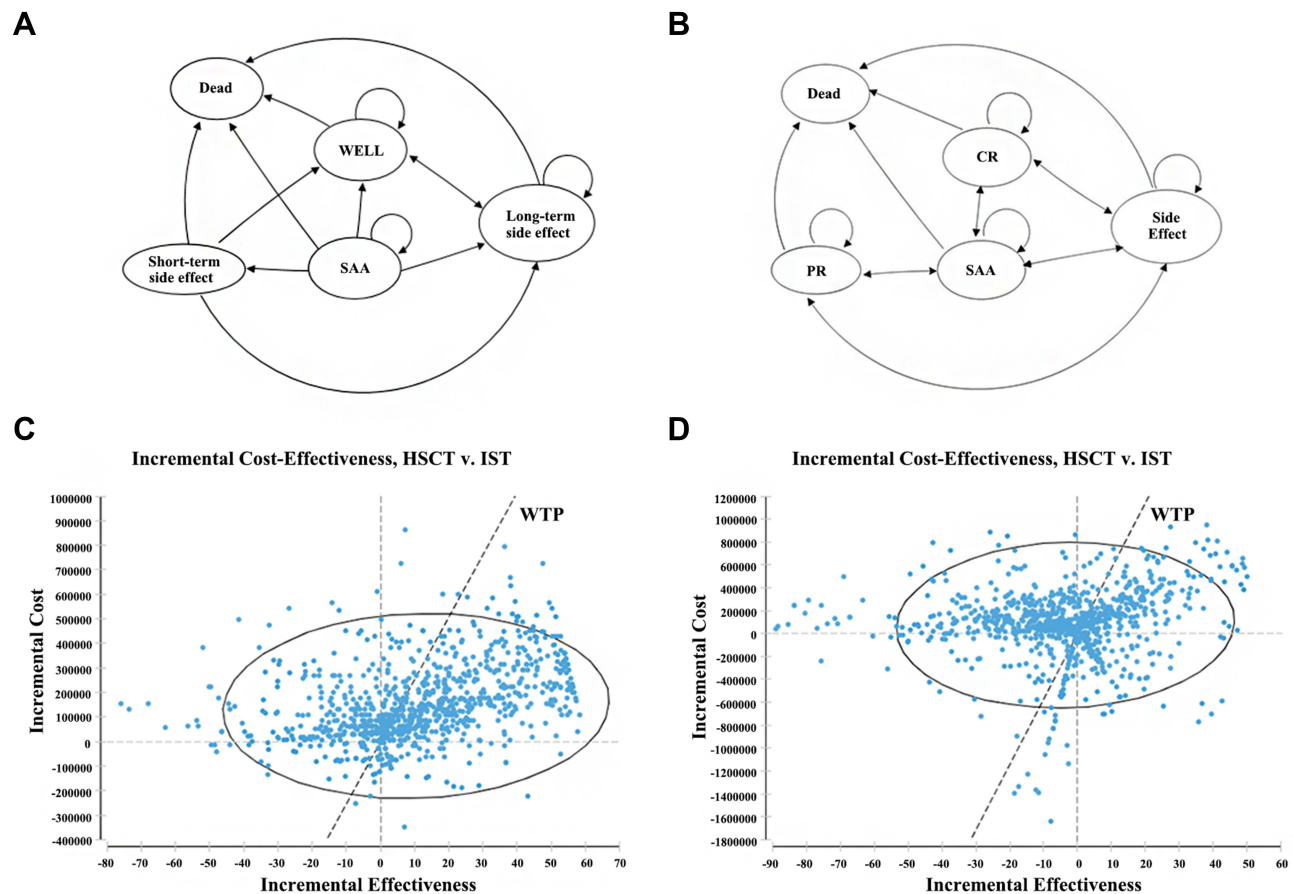 A
Dead
WELL
Long-term
side effect
Short-term
side effect
SAA
B
Dead
CR
Side
Effect
PR
SAA
C
Incremental Cost-Effectiveness, HSCT v. IST
Incremental Cost
1000000
900000
800000
700000
600000
500000
400000
300000
200000
100000
0
-100000
-200000
-300000
-400000
WTP
-80 -70 -60 -50 -40 -30 -20 -10 0 10 20 30 40 50 60 70
Incremental Effectiveness
D
Incremental Cost-Effectiveness, HSCT v. IST
Incremental Cost
1200000
1000000
800000
600000
400000
200000
0
-200000
-400000
-600000
-800000
-1000000
-1200000
-1400000
-1600000
-1800000
WTP
-90 -80 -70 -60 -50 -40 -30 -20 -10 0 10 20 30 40 50 60
Incremental Effectiveness